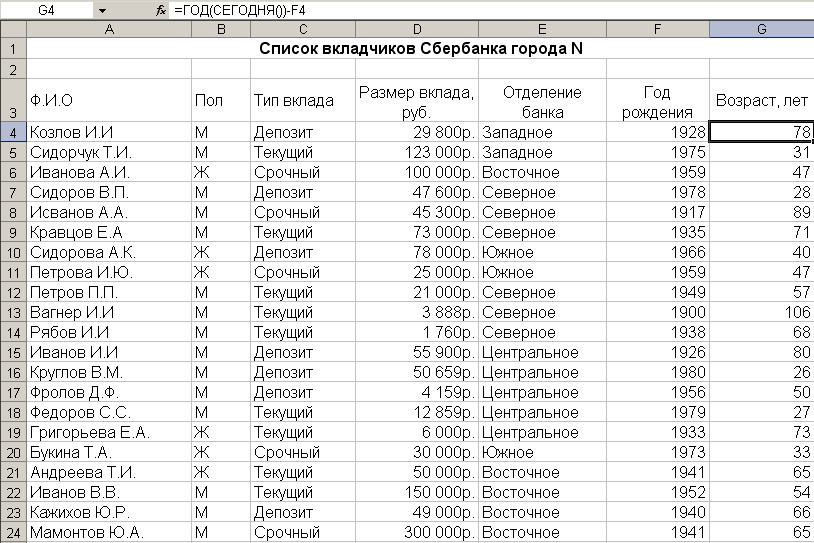 G4 fx =ГОД(СЕГОДНЯ())-F4
A B C D E F G
1 Список вкладчиков Сбербанка города N
2
3 Ф.И.О Пол Тип вклада Размер вклада, руб. Отделение банка Год рождения Возраст, лет
4 Козлов И.И М Депозит 29 800р. Западное 1928 78
5 Сидорчук Т.И. М Текущий 123 000р. Западное 1975 31
6 Иванова А.И. Ж Срочный 100 000р. Восточное 1959 47
7 Сидоров В.П. М Депозит 47 600р. Северное 1978 28
8 Исванов А.А. М Срочный 45 300р. Северное 1917 89
9 Кравцов Е.А М Текущий 73 000р. Северное 1935 71
10 Сидорова А.К. Ж Депозит 78 000р. Южное 1966 40
11 Петрова И.Ю. Ж Срочный 25 000р. Южное 1959 47
12 Петров П.П. М Текущий 21 000р. Северное 1949 57
13 Вагнер И.И М Текущий 3 888р. Северное 1900 106
14 Рябов И.И М Текущий 1 760р. Северное 1938 68
15 Иванов И.И М Депозит 55 900р. Центральное 1926 80
16 Круглов В.М. М Депозит 50 659р. Центральное 1980 26
17 Фролов Д.Ф. М Депозит 4 159р. Центральное 1956 50
18 Федоров С.С. М Текущий 12 859р. Центральное 1979 27
19 Григорьева Е.А. Ж Текущий 6 000р. Центральное 1933 73
20 Букина Т.А. Ж Срочный 30 000р. Южное 1973 33
21 Андреева Т.И. Ж Текущий 50 000р. Восточное 1941 65
22 Иванов В.В. М Текущий 150 000р. Восточное 1952 54
23 Кажихов Ю.Р. М Депозит 49 000р. Восточное 1940 66
24 Мамонтов Ю.А. М Срочный 300 000р. Восточное 1941 65